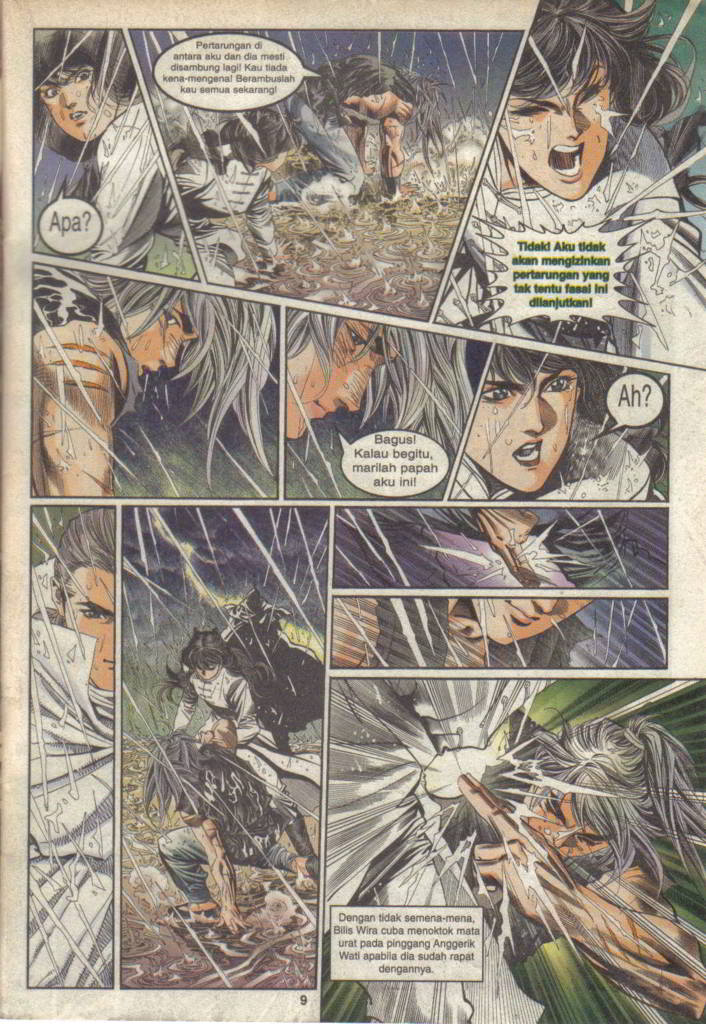 Apa?
Pertarungan di
antara aku dan dia mesti
disambung lagi! Kau tiada
kena-mengena! Berambuslah
kau semua sekarang!
Tidak! Aku tidak
akan mengizinkan
pertarungan yang
tak tentu fasal ini
dilanjutkan!
Bagus!
Kalau begitu,
marilah papah
aku ini!
Ah?
Dengan tidak semena-mena,
Bilis Wira cuba menoktok mata
urat pada pinggang Anggerik
Wati apabila dia sudah rapat
dengannya.
9